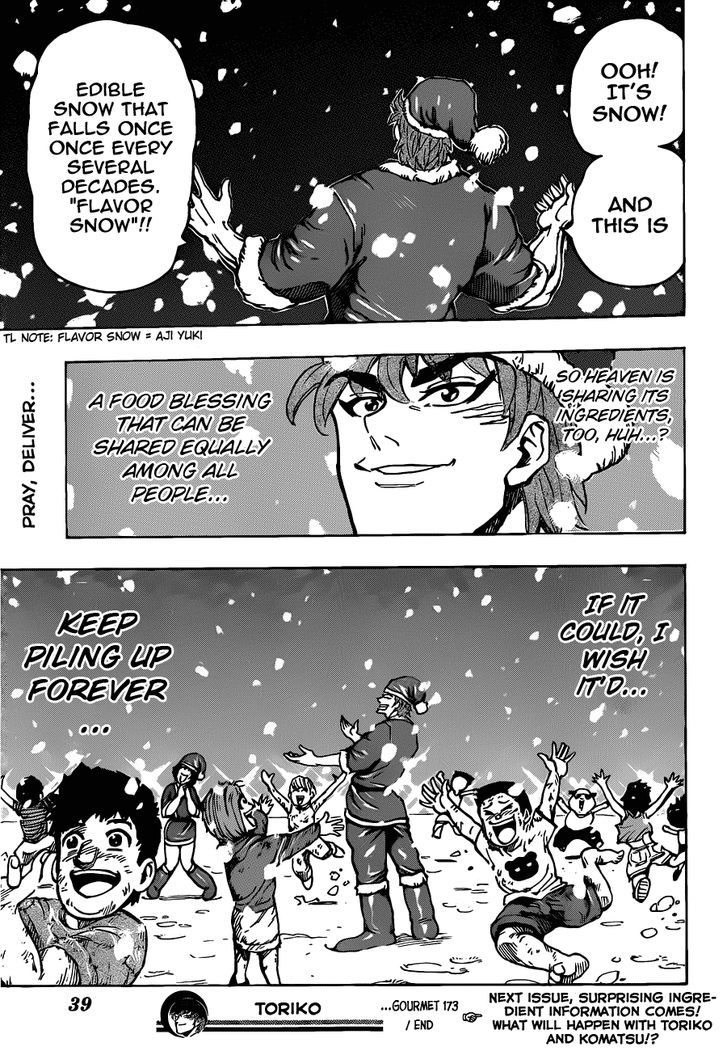 OOH!
IT'S
SNOW!
AND
THIS IS
EDIBLE
SNOW THAT
FALLS ONCE
ONCE EVERY
SEVERAL
DECADES.
"FLAVOR
SNOW"!!
TL NOTE: FLAVOR SNOW = AJI YUKI
SO HEAVEN IS
SHARING ITS
INGREDIENTS,
TOO, HUH...?
A FOOD BLESSING
THAT CAN BE
SHARED EQUALLY
AMONG ALL
PEOPLE...
PRAY, DELIVER...
IF IT
COULD, I
WISH
IT'D...
KEEP
PILING UP
FOREVER
...
39
TORIKO
...GOURMET 173
/ END
NEXT ISSUE, SURPRISING INGRE-
DIENT INFORMATION COMES!
WHAT WILL HAPPEN WITH TORIKO
AND KOMATSU!?